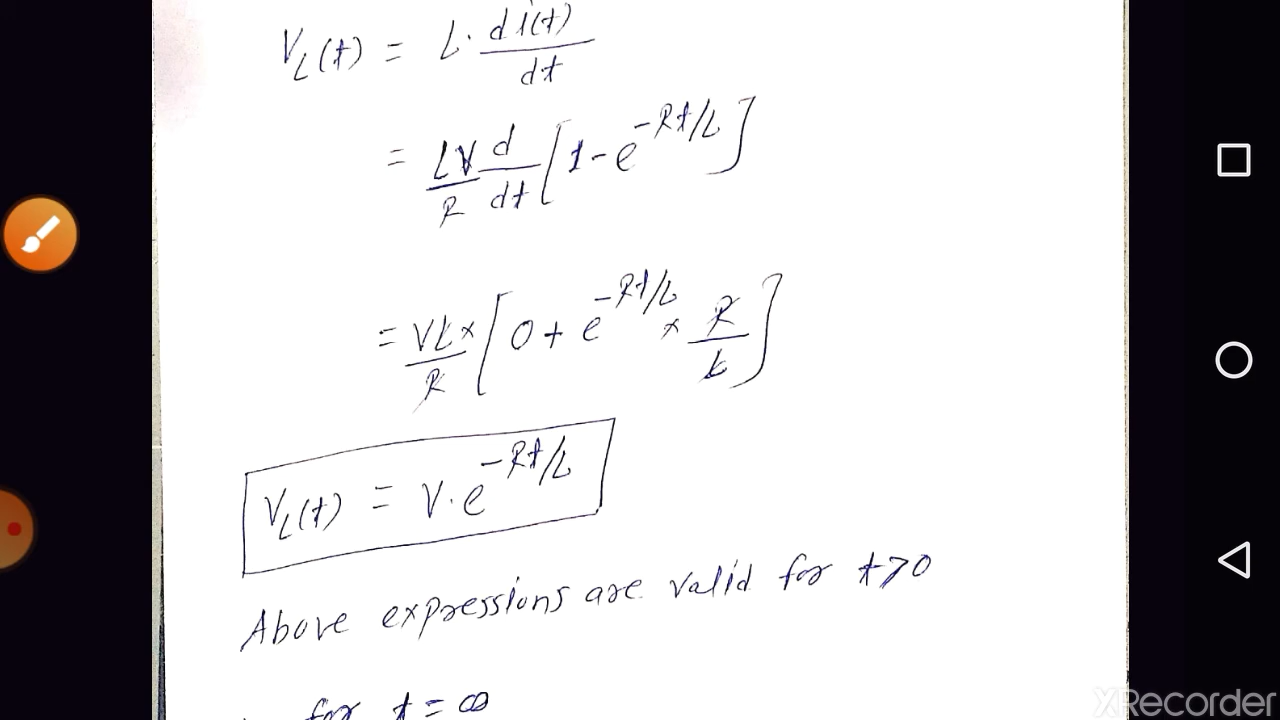 V_L(t) = L · di(t)/dt
= LV/R d/dt [1 - e^(-Rt/L)]
= VL/R × [0 + e^(-Rt/L) × R/L]
V_L(t) = V · e^(-Rt/L)
Above expressions are valid for t>0
for t = ∞
XRecorder